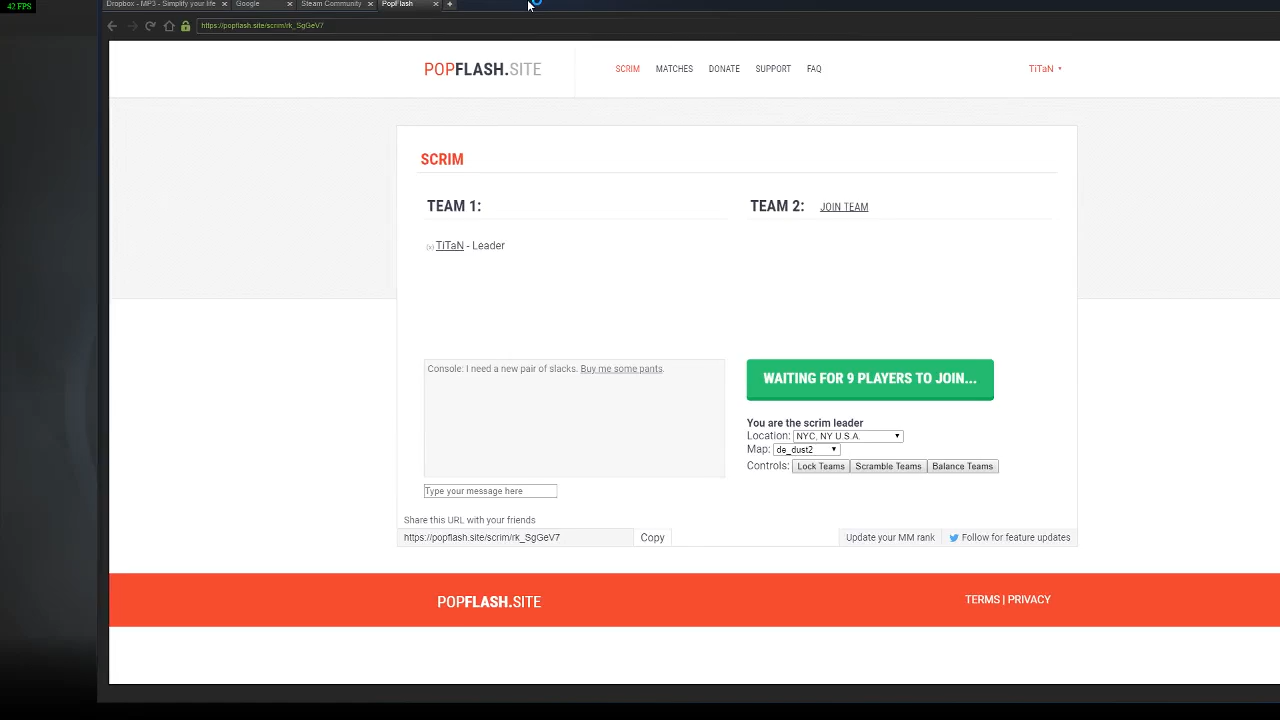 42 FPS
Dropbox - MP3 - Simplify your life
Google
Steam Community
PopFlash
https://popflash.site/scrim/rk_SgGeV7
POPFLASH.SITE
SCRIM
MATCHES
DONATE
SUPPORT
FAQ
TiTaN
SCRIM
TEAM 1:
TEAM 2:
JOIN TEAM
(x) TiTaN - Leader
Console: I need a new pair of slacks. Buy me some pants.
WAITING FOR 9 PLAYERS TO JOIN...
You are the scrim leader
Location: NYC, NY U.S.A.
Map: de_dust2
Controls: Lock Teams Scramble Teams Balance Teams
Type your message here
Share this URL with your friends
https://popflash.site/scrim/rk_SgGeV7
Copy
Update your MM rank
Follow for feature updates
POPFLASH.SITE
TERMS | PRIVACY